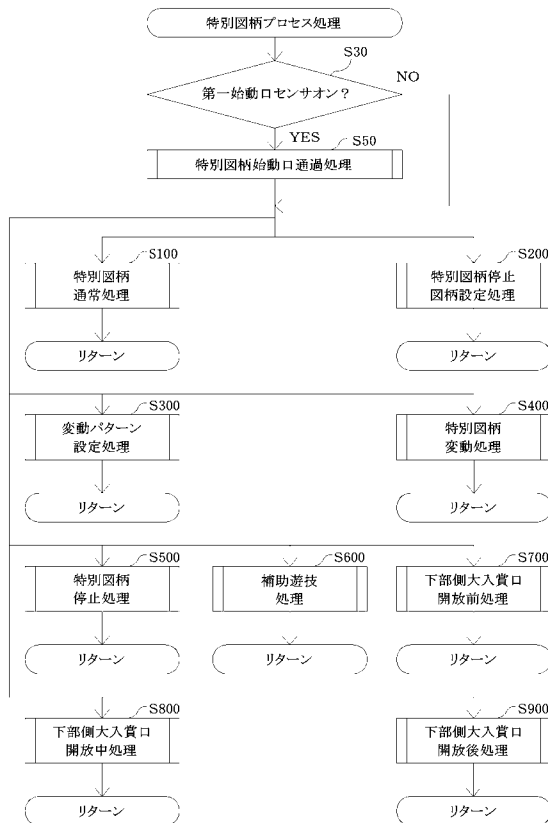 特別図柄プロセス処理
S30
第一始動口センサオン?
NO
YES
S50
特別図柄始動口通過処理
S100
特別図柄
通常処理
S200
特別図柄停止
図柄設定処理
リターン
リターン
S300
変動パターン
設定処理
S400
特別図柄
変動処理
リターン
リターン
S500
特別図柄
停止処理
S600
補助遊技
処理
S700
下部側大入賞口
開放前処理
リターン
リターン
リターン
S800
下部側大入賞口
開放中処理
S900
下部側大入賞口
開放後処理
リターン
リターン